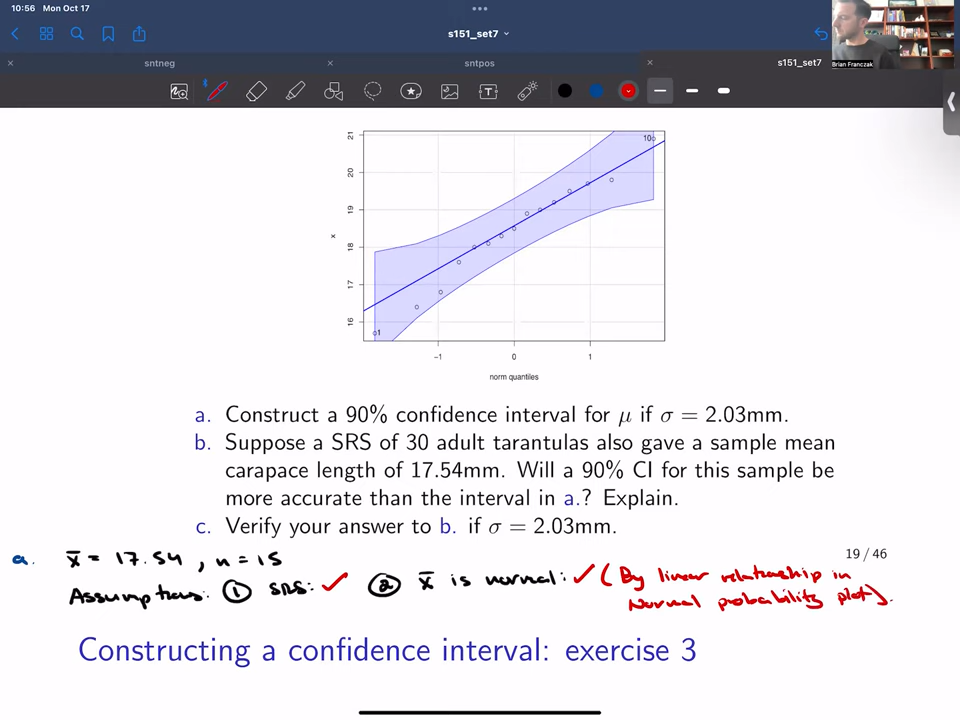 10:56 Mon Oct 17
s151_set7
Brian Franczak
sntneg
sntpos
s151_set7
T
21
20
19
18
17
16
x
10
1
−1
0
1
norm quantiles
a. Construct a 90% confidence interval for μ if σ = 2.03mm.
b. Suppose a SRS of 30 adult tarantulas also gave a sample mean
carapace length of 17.54mm. Will a 90% CI for this sample be
more accurate than the interval in a.? Explain.
c. Verify your answer to b. if σ = 2.03mm.
19 / 46
a. x̄ = 17.54 , n = 15
Assumptions: ① SRS: ✓ ② x̄ is normal: ✓ (By linear relationship in
Normal probability plot).
Constructing a confidence interval: exercise 3